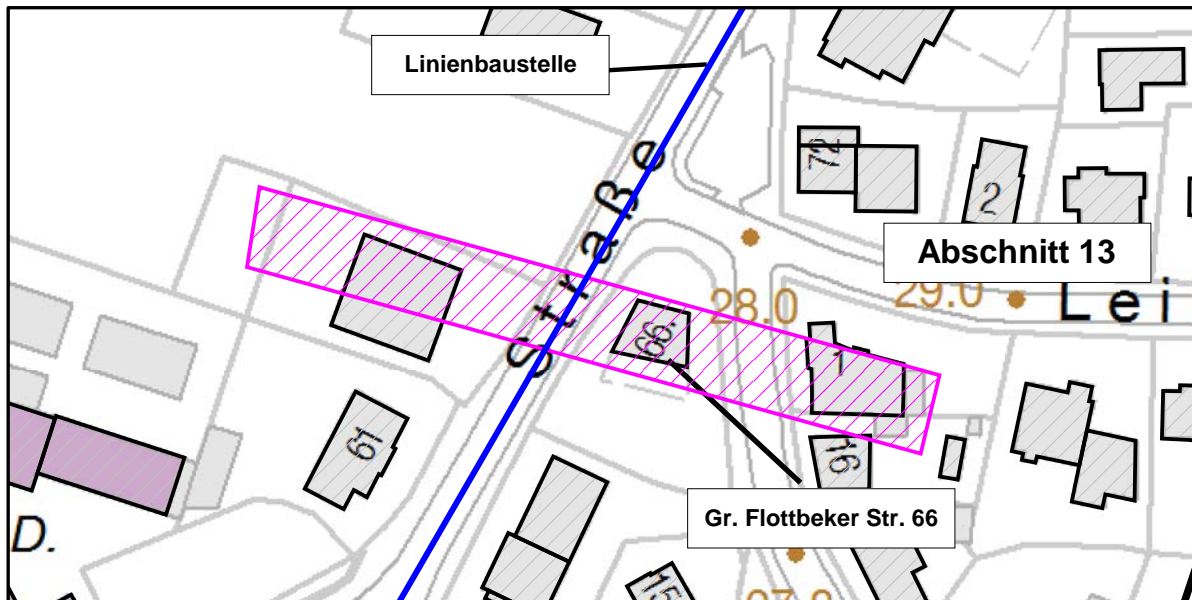 Linienbaustelle
Straße
72
2
Abschnitt 13
28.0
29.0
Lei
66
1
61
16
Gr. Flottbeker Str. 66
D.
15